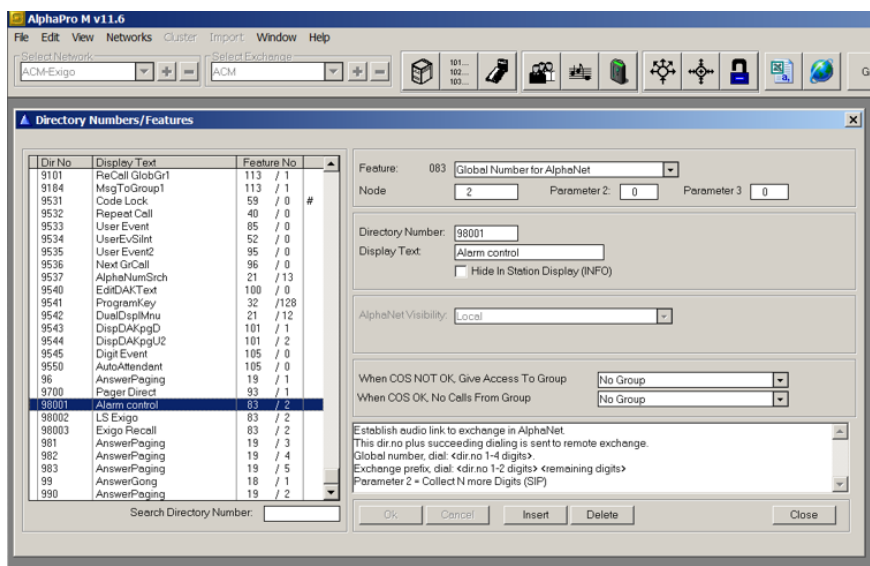 AlphaPro M v11.6
File Edit View Networks Cluster Import Window Help
Select Network
Select Exchange
ACM-Exigo
ACM
101...
102...
103...
Directory Numbers/Features
Dir No Display Text Feature No
9101 ReCall GlobGr1 113 / 1
9184 MsgToGroup1 113 / 1
9531 Code Lock 59 / 0 #
9532 Repeat Call 40 / 0
9533 User Event 85 / 0
9534 UserEvSilnt 52 / 0
9535 User Event2 95 / 0
9536 Next GrCall 96 / 0
9537 AlphaNumSrch 21 / 13
9540 EditDAKText 100 / 0
9541 ProgramKey 32 /128
9542 DualDsplMnu 21 / 12
9543 DispDAKpgD 101 / 1
9544 DispDAKpgU2 101 / 2
9545 Digit Event 105 / 0
9550 AutoAttendant 105 / 0
96 AnswerPaging 19 / 1
9700 Pager Direct 93 / 1
98001 Alarm control 83 / 2
98002 LS Exigo 83 / 2
98003 Exigo Recall 83 / 2
981 AnswerPaging 19 / 3
982 AnswerPaging 19 / 4
983 AnswerPaging 19 / 5
99 AnswerGong 18 / 1
990 AnswerPaging 19 / 2
Search Directory Number:
Feature: 083 Global Number for AlphaNet
Node 2 Parameter 2: 0 Parameter 3 0
Directory Number: 98001
Display Text: Alarm control
Hide In Station Display (INFO)
AlphaNet Visibility: Local
When COS NOT OK, Give Access To Group No Group
When COS OK, No Calls From Group No Group
Establish audio link to exchange in AlphaNet.
This dir.no plus succeeding dialing is sent to remote exchange.
Global number, dial: <dir.no 1-4 digits>.
Exchange prefix, dial: <dir.no 1-2 digits> <remaining digits>
Parameter 2 = Collect N more Digits (SIP)
Ok Cancel Insert Delete Close